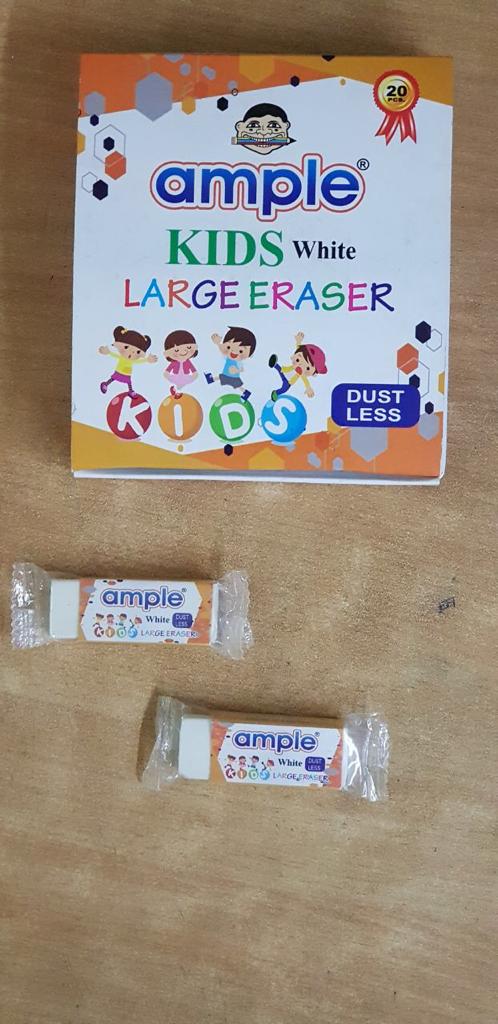 20
PCS.
ample®
KIDS White
LARGE ERASER
KIDS
DUST
LESS
ample®
White
DUST
LESS
KIDS LARGE ERASER
ample®
White
DUST
LESS
KIDS LARGE ERASER